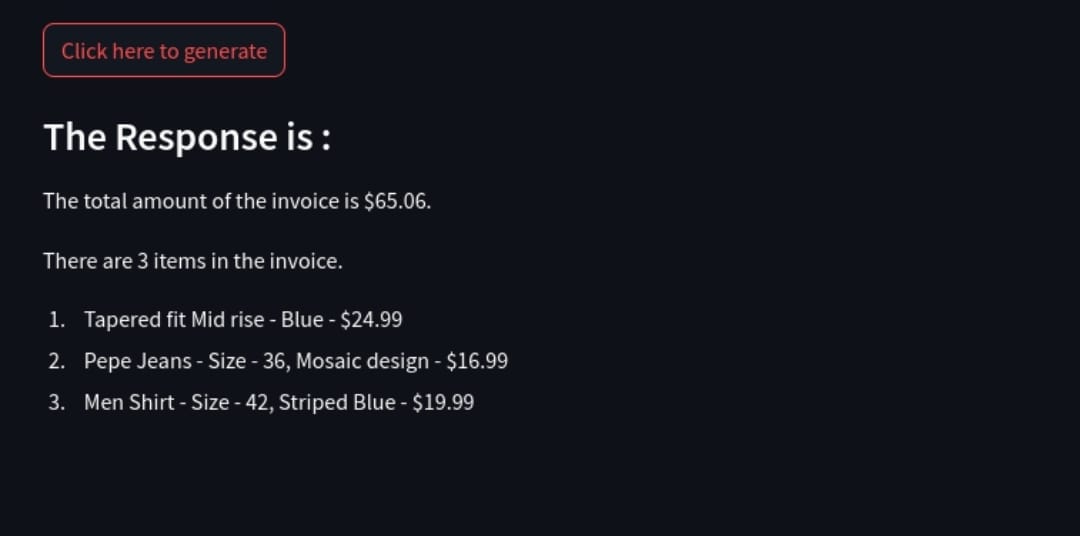 Click here to generate
The Response is :
The total amount of the invoice is $65.06.
There are 3 items in the invoice.
1. Tapered fit Mid rise - Blue - $24.99
2. Pepe Jeans - Size - 36, Mosaic design - $16.99
3. Men Shirt - Size - 42, Striped Blue - $19.99